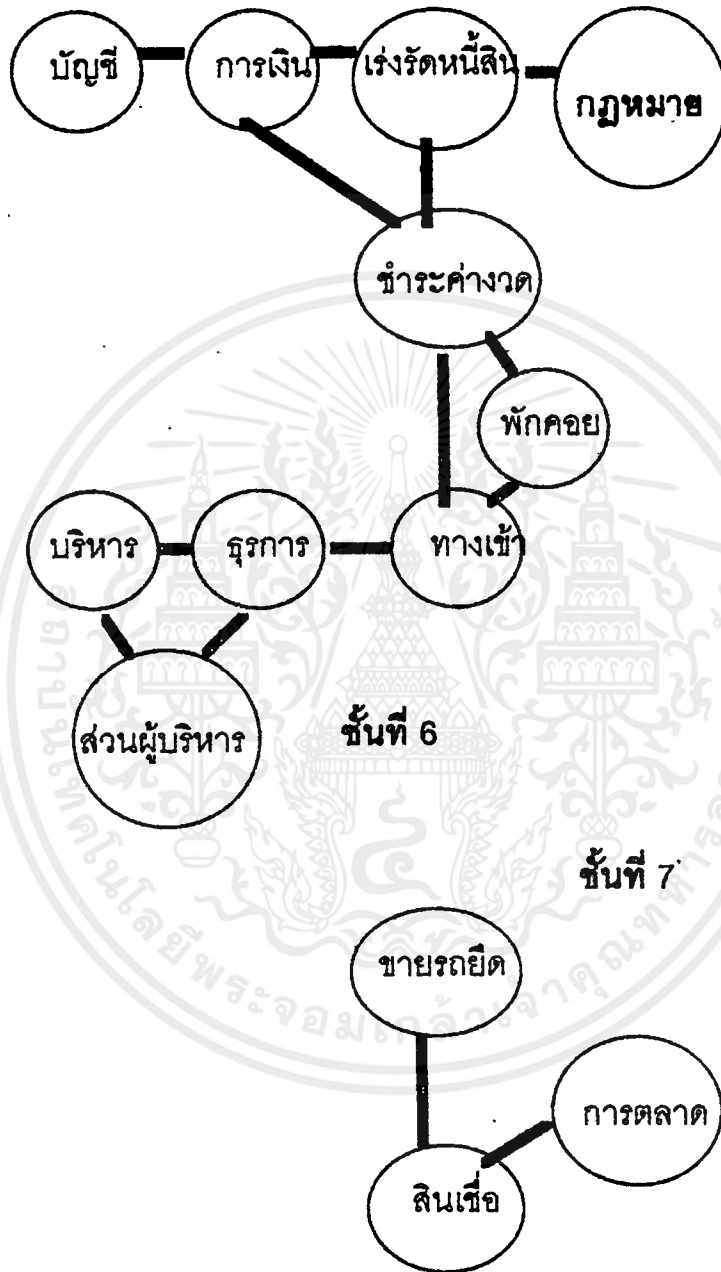 บัญชี การเงิน เร่งรัดหนี้สิน กฎหมาย
ชำระค่างวด
พักคอย
บริหาร ธุรการ ทางเข้า
ส่วนผู้บริหาร ชั้นที่ 6
ชั้นที่ 7
ขายรถยึด
การตลาด
สินเชื่อ